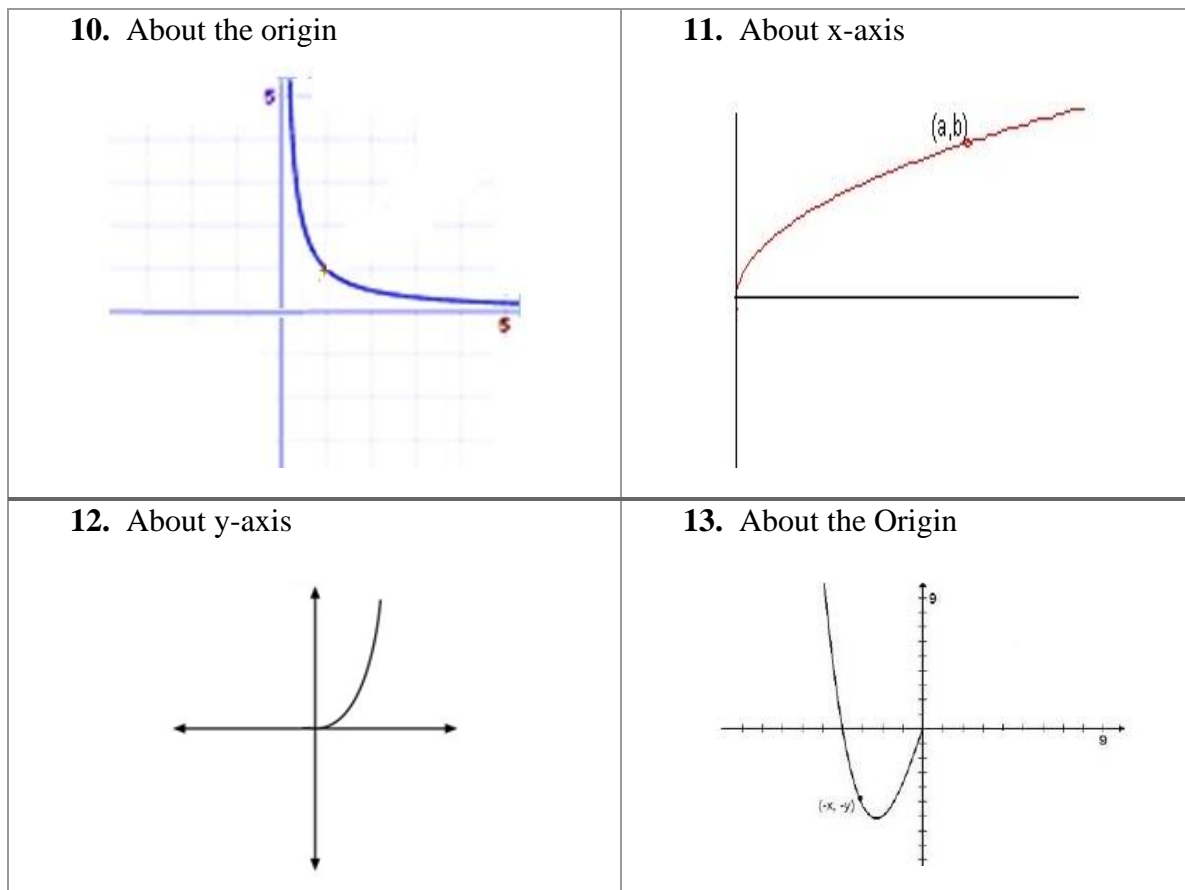 10. About the origin
5
5
11. About x-axis
(a,b)
12. About y-axis
13. About the Origin
9
9
(-x, -y)